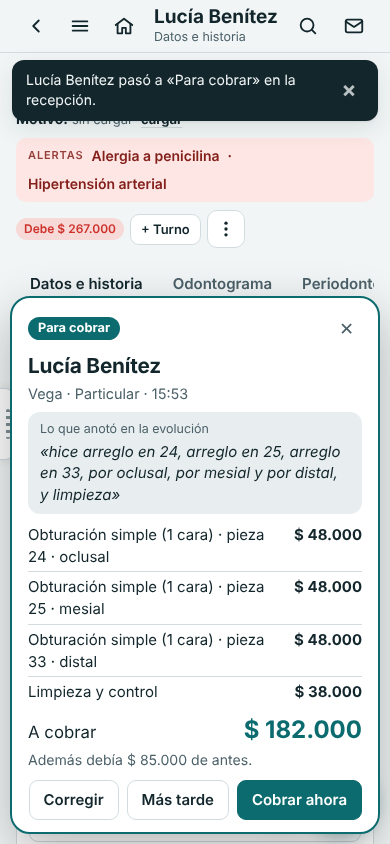 Lucía Benítez
Datos e historia
Lucía Benítez pasó a «Para cobrar» en la
recepción.
Motivo: sin cargar cargar
ALERTAS Alergia a penicilina ·
Hipertensión arterial
Debe $ 267.000
+ Turno
Datos e historia
Odontograma
Periodont
Para cobrar
Lucía Benítez
Vega · Particular · 15:53
Lo que anotó en la evolución
«hice arreglo en 24, arreglo en 25, arreglo
en 33, por oclusal, por mesial y por distal,
y limpieza»
Obturación simple (1 cara) · pieza $ 48.000
24 · oclusal
Obturación simple (1 cara) · pieza $ 48.000
25 · mesial
Obturación simple (1 cara) · pieza $ 48.000
33 · distal
Limpieza y control $ 38.000
A cobrar $ 182.000
Además debía $ 85.000 de antes.
Corregir
Más tarde
Cobrar ahora